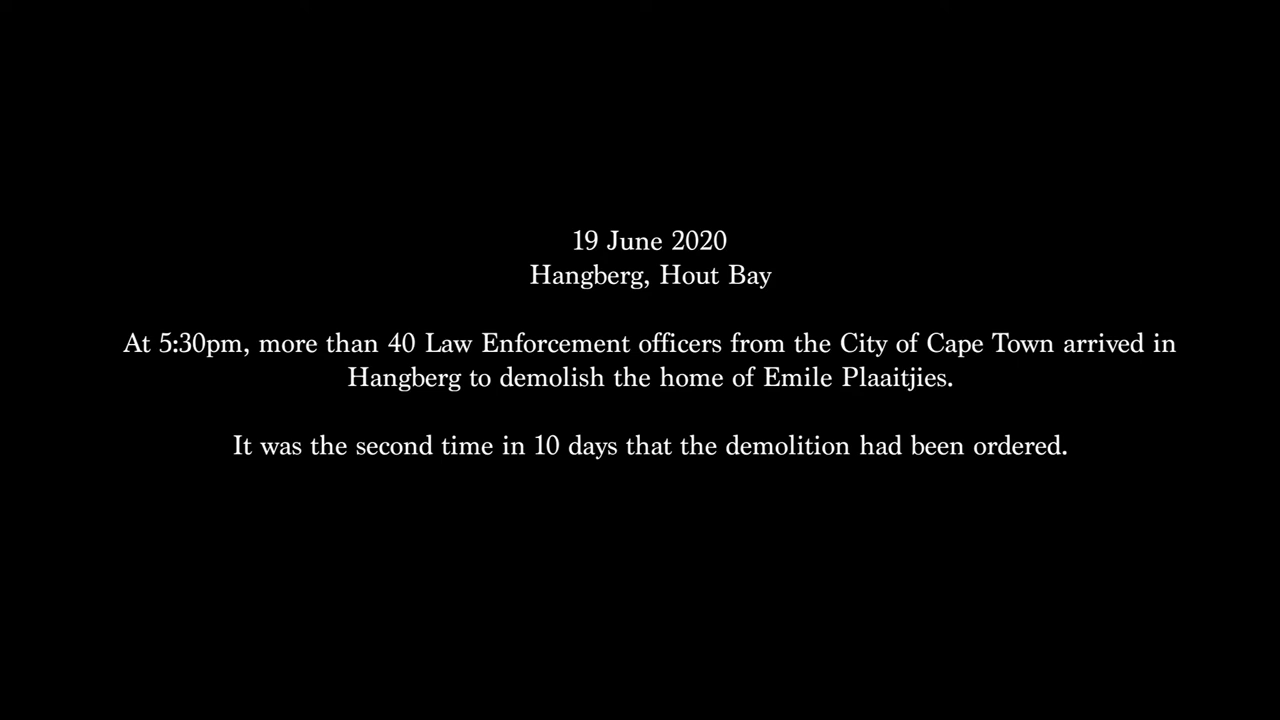 19 June 2020
Hangberg, Hout Bay
At 5:30pm, more than 40 Law Enforcement officers from the City of Cape Town arrived in
Hangberg to demolish the home of Emile Plaaitjies.
It was the second time in 10 days that the demolition had been ordered.